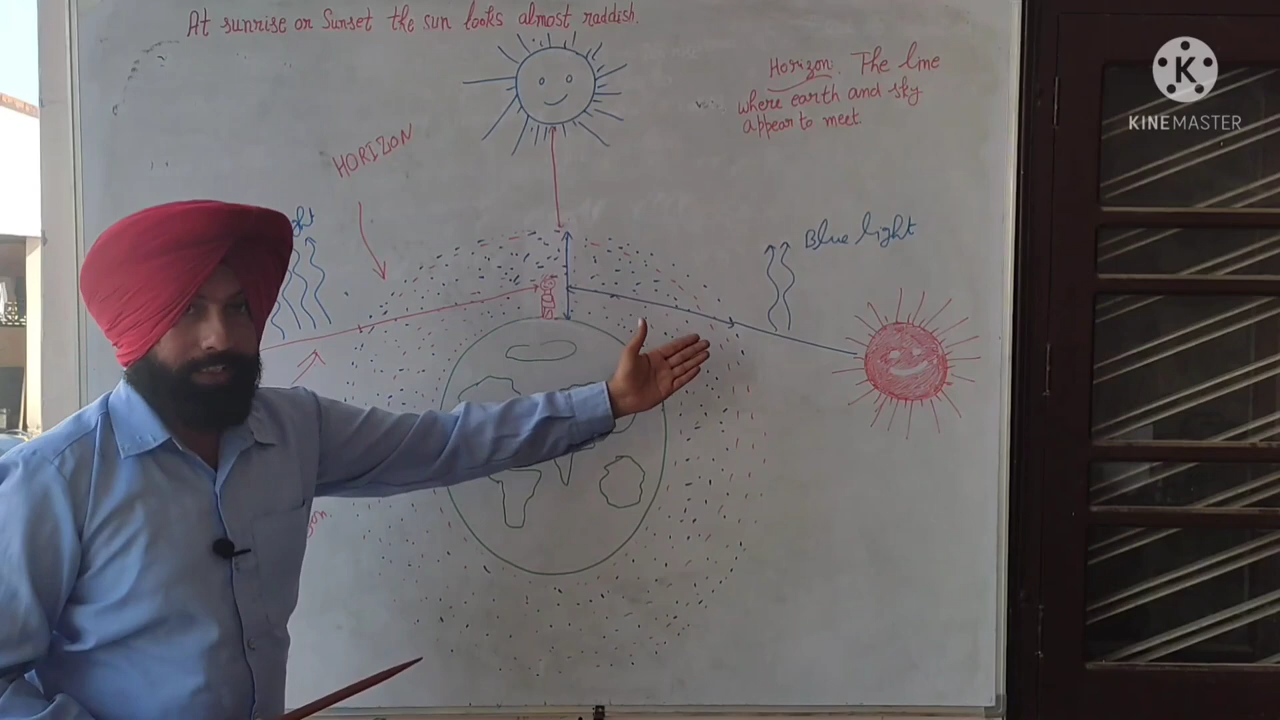 At sunrise or Sunset the sun looks almost raddish.
Horizon. The line
where earth and sky
appear to meet.
K
KINEMASTER
HORIZON
Blue light